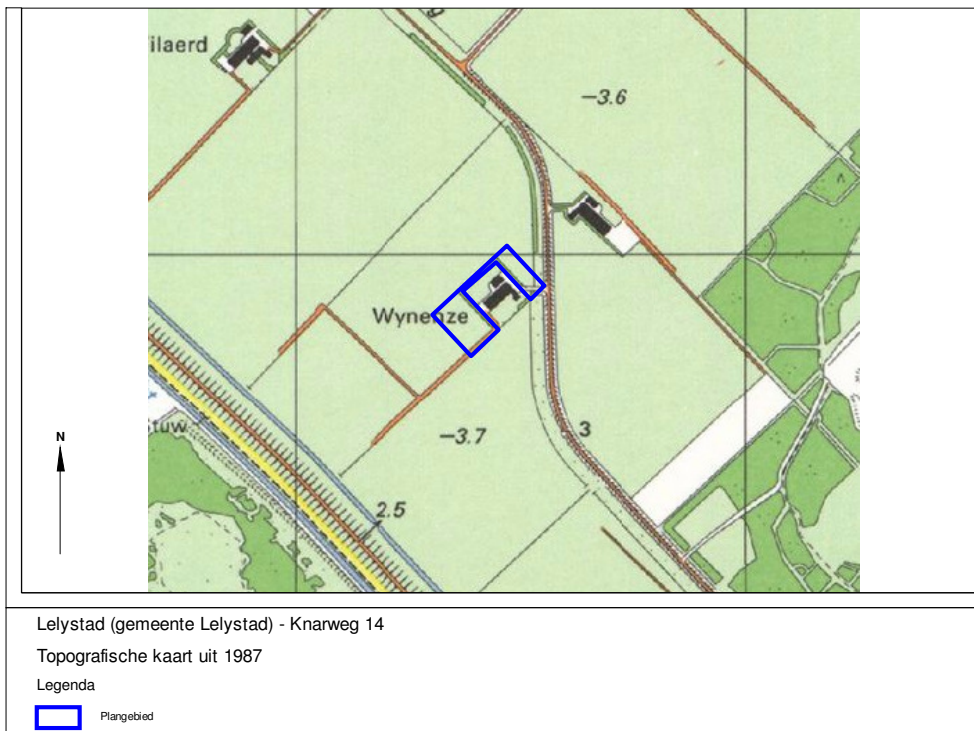 ilaerd
−3.6
Wynenze
−3.7
3
stuw
2.5
N
Lelystad (gemeente Lelystad) - Knarweg 14
Topografische kaart uit 1987
Legenda
Plangebied